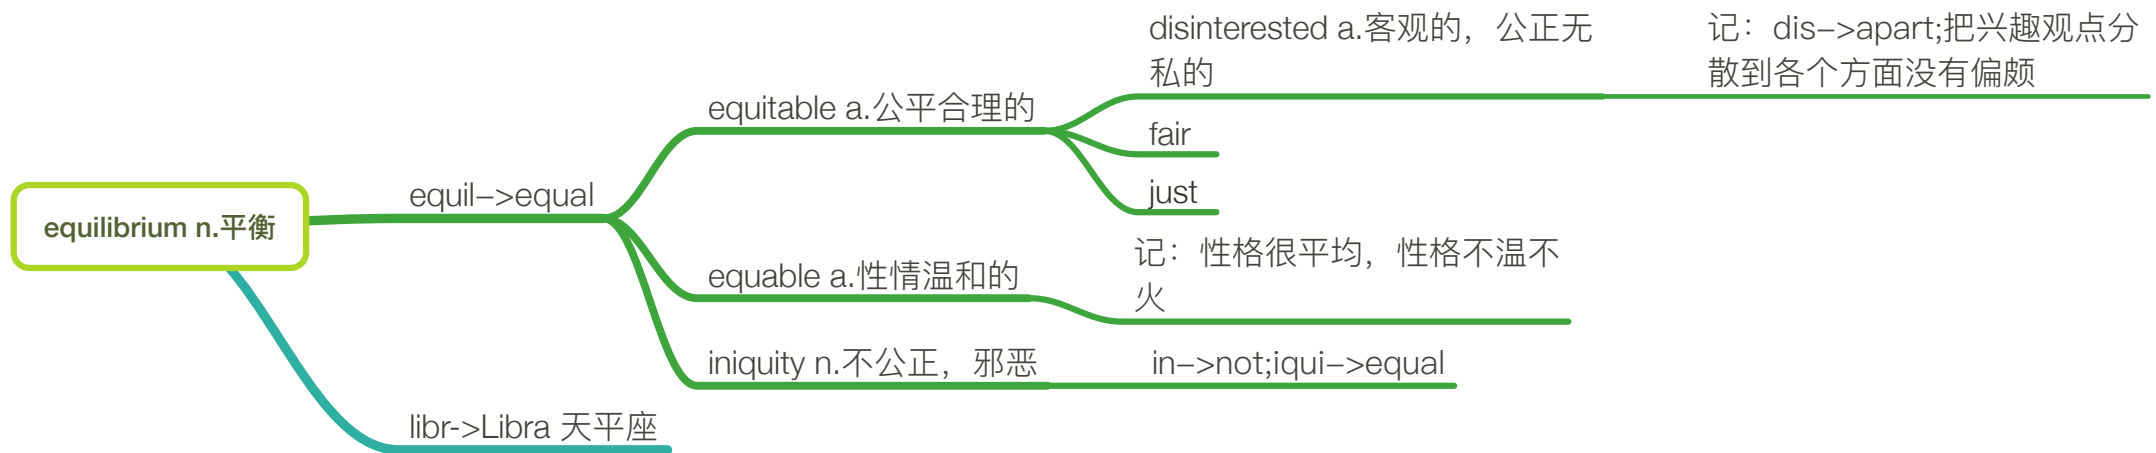 equilibrium n.平衡
equil->equal
equitable a.公平合理的
disinterested a.客观的，公正无
私的
记：dis->apart;把兴趣观点分
散到各个方面没有偏颇
fair
just
equable a.性情温和的
记：性格很平均，性格不温不
火
iniquity n.不公正，邪恶
in->not;iqui->equal
libr->Libra 天平座